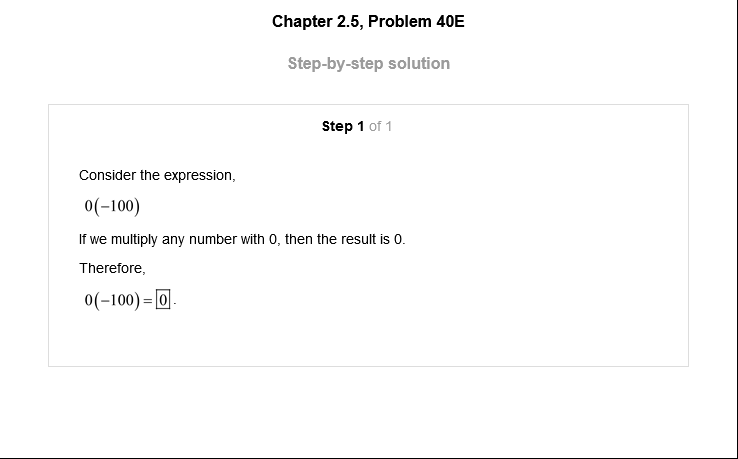 Chapter 2.5, Problem 40E
Step-by-step solution
Step 1 of 1
Consider the expression,
0(−100)
If we multiply any number with 0, then the result is 0.
Therefore,
0(−100) = 0.